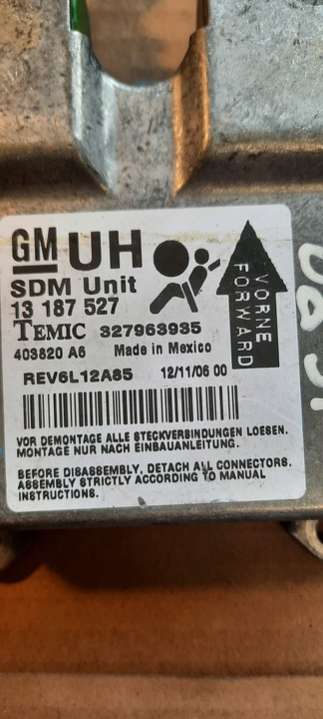 GM UH
SDM Unit
13 187 527
TEMIC 327963935
403820 A6 Made in Mexico
REV6L12A85 12/11/06 00
VORNE
FORWARD
VOR DEMONTAGE ALLE STECKVERBINDUNGEN LOESEN.
MONTAGE NUR NACH EINBAUANLEITUNG.
BEFORE DISASSEMBLY, DETACH ALL CONNECTORS.
ASSEMBLY STRICTLY ACCORDING TO MANUAL
INSTRUCTIONS.